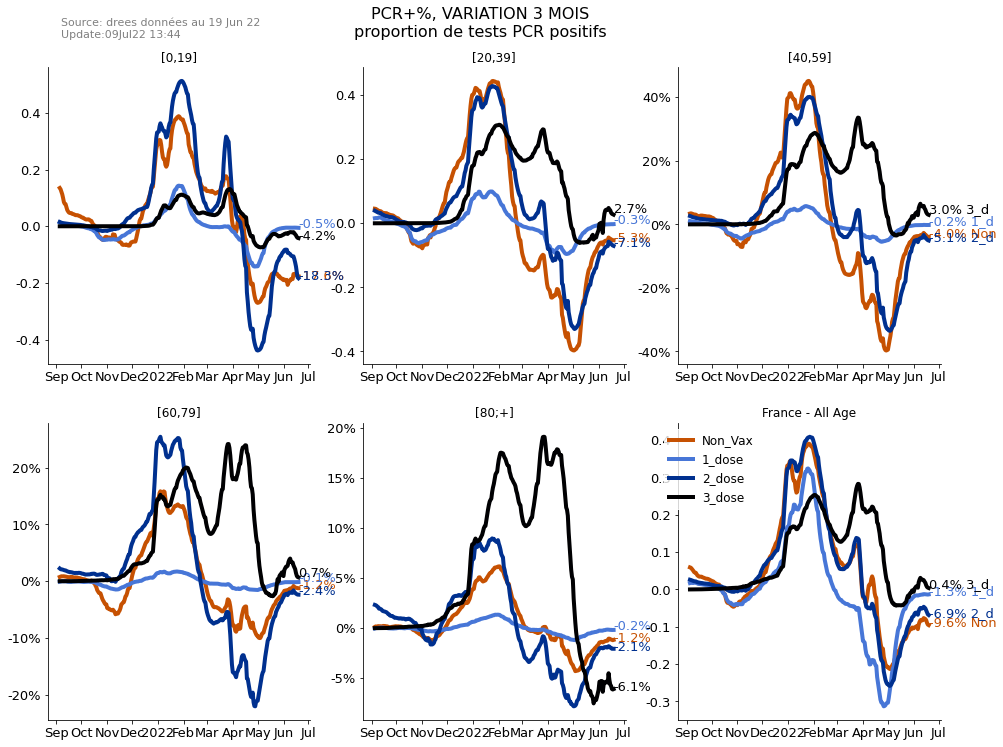 Source: drees données au 19 Jun 22
Update:09Jul22 13:44
PCR+%, VARIATION 3 MOIS
proportion de tests PCR positifs
[0,19]
0.4
0.2
0.0
-0.2
-0.4
-0.5%
-4.2%
Sep Oct Nov Dec 2022 Feb Mar Apr May Jun Jul
[20,39]
0.4
0.2
0.0
-0.2
-0.4
2.7%
-0.3%
-5.3%
-7.1%
Sep Oct Nov Dec 2022 Feb Mar Apr May Jun Jul
[40,59]
40%
20%
0%
-20%
-40%
3.0% 3_d
-0.2% 1_d
-4.0% Non
-5.1% 2_d
Sep Oct Nov Dec 2022 Feb Mar Apr May Jun Jul
[60,79]
20%
10%
0%
-10%
-20%
0.7%
-1.2%
-2.4%
Sep Oct Nov Dec 2022 Feb Mar Apr May Jun Jul
[80;+]
20%
15%
10%
5%
0%
-5%
-0.2%
-1.2%
-2.1%
-6.1%
Sep Oct Nov Dec 2022 Feb Mar Apr May Jun Jul
France - All Age
Non_Vax
1_dose
2_dose
3_dose
0.2
0.1
0.0
-0.1
-0.2
-0.3
0.4% 3_d
-1.3% 1_d
-6.9% 2_d
-9.6% Non
Sep Oct Nov Dec 2022 Feb Mar Apr May Jun Jul